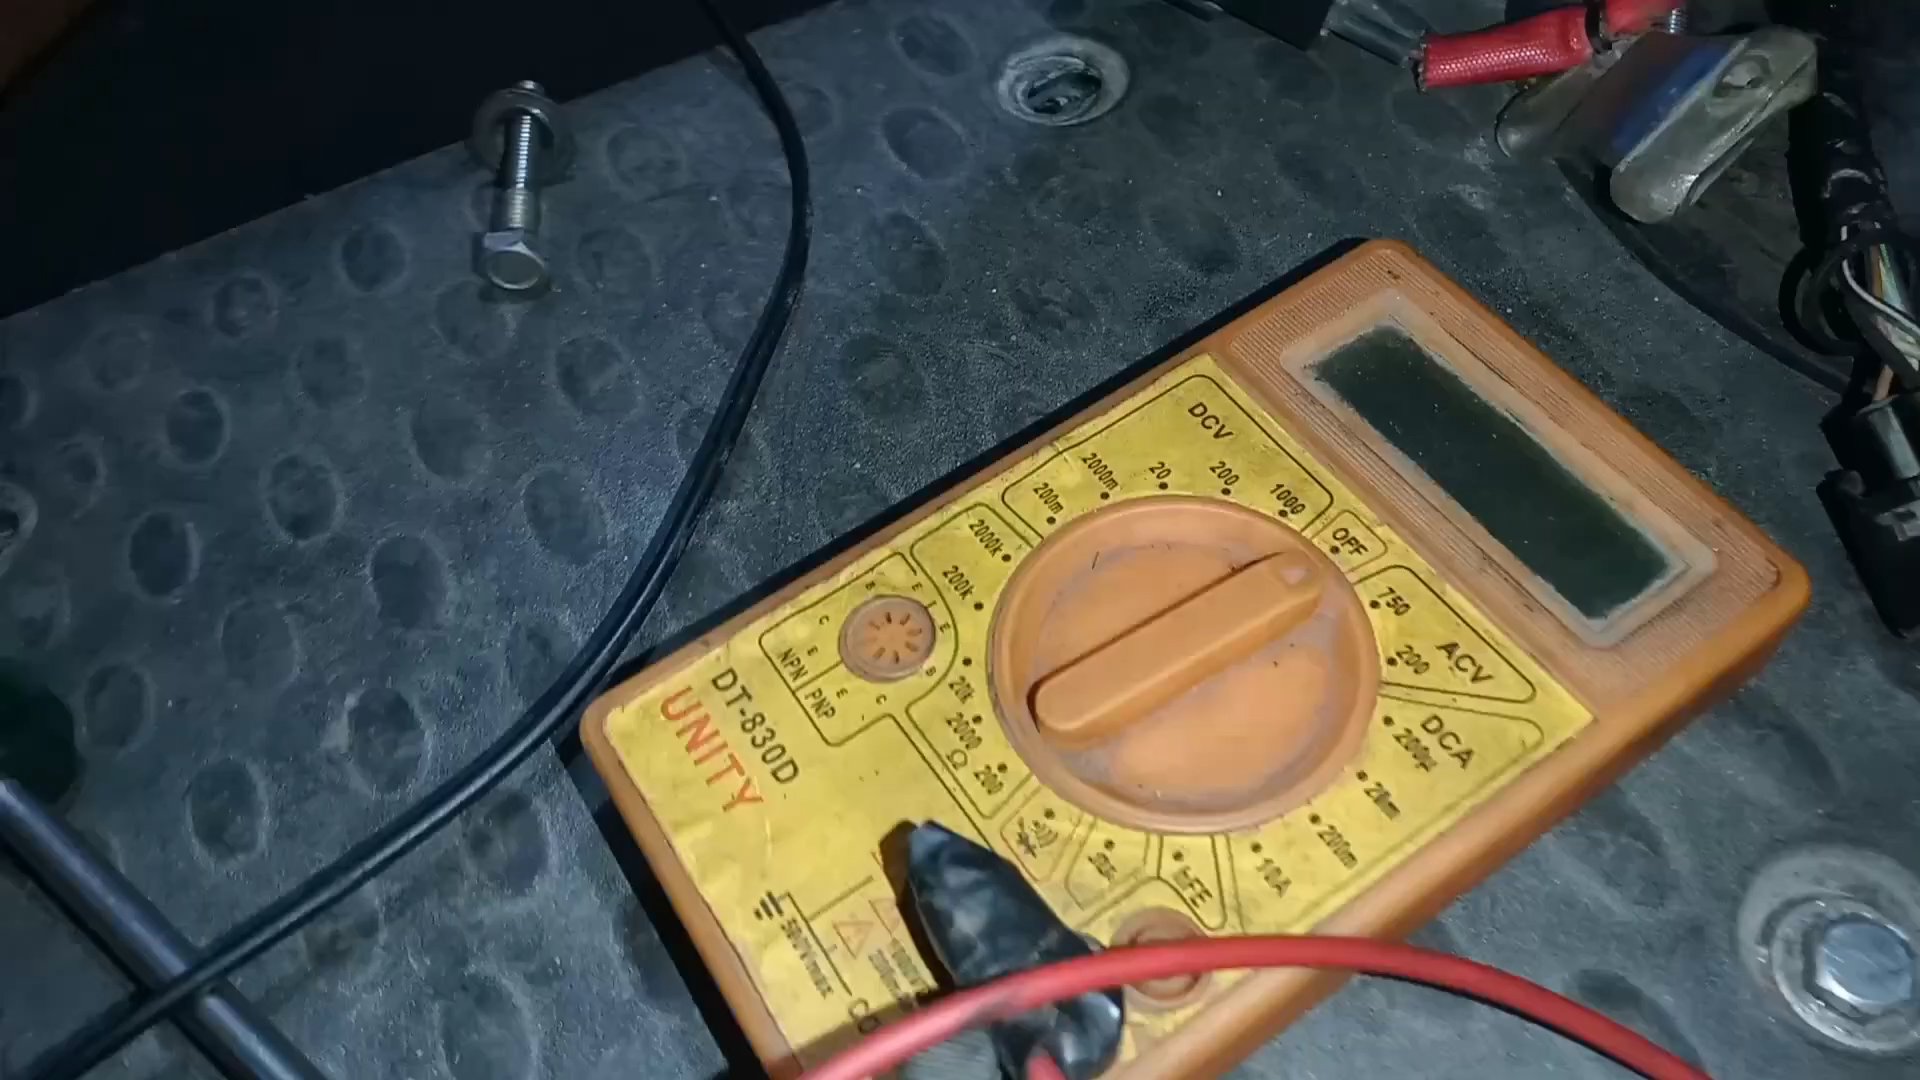 DCV
200m
2000m
20
200
1000
OFF
750
200
ACV
DCA
200µ
20m
200m
10A
hFE
2000k
200k
20k
2000
Ω
200
B
E
C
E
E
B
E
C
NPN
PNP
DT-830D
UNITY
500Vmax